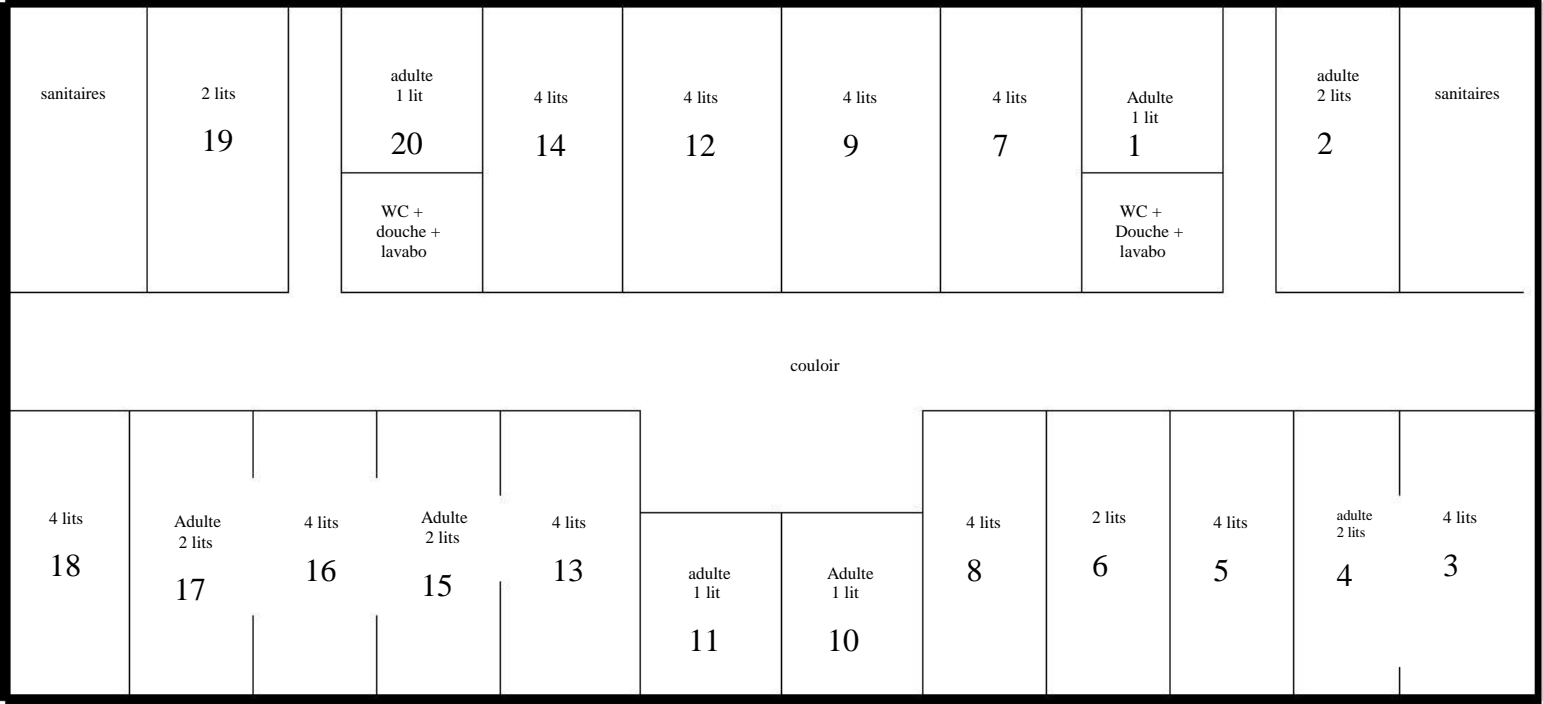 sanitaires
2 lits
19
adulte
1 lit
20
WC +
douche +
lavabo
4 lits
14
4 lits
12
4 lits
9
4 lits
7
Adulte
1 lit
1
WC +
Douche +
lavabo
adulte
2 lits
2
sanitaires
couloir
4 lits
18
Adulte
2 lits
17
4 lits
16
Adulte
2 lits
15
4 lits
13
adulte
1 lit
11
Adulte
1 lit
10
4 lits
8
2 lits
6
4 lits
5
adulte
2 lits
4
4 lits
3